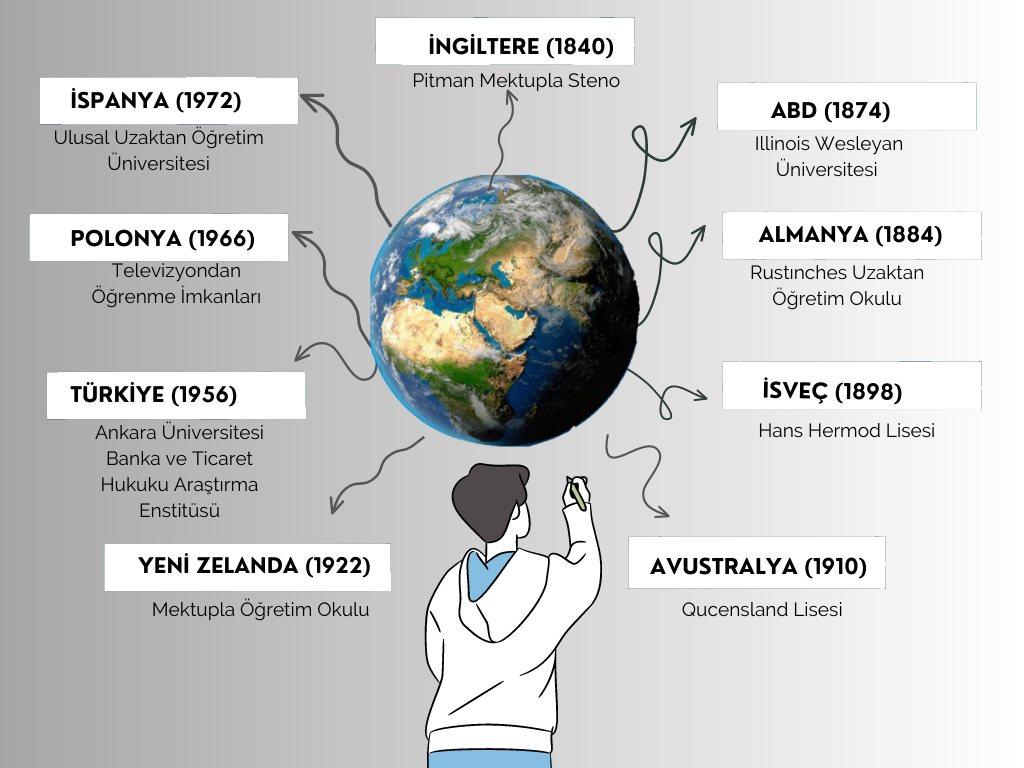 İNGİLTERE (1840)
Pitman Mektupla Steno
ABD (1874)
Illinois Wesleyan
Üniversitesi
ALMANYA (1884)
Rustınches Uzaktan
Öğretim Okulu
İSVEÇ (1898)
Hans Hermod Lisesi
AVUSTRALYA (1910)
Qucensland Lisesi
YENİ ZELANDA (1922)
Mektupla Öğretim Okulu
TÜRKİYE (1956)
Ankara Üniversitesi
Banka ve Ticaret
Hukuku Araştırma
Enstitüsü
POLONYA (1966)
Televizyondan
Öğrenme İmkanları
İSPANYA (1972)
Ulusal Uzaktan Öğretim
Üniversitesi